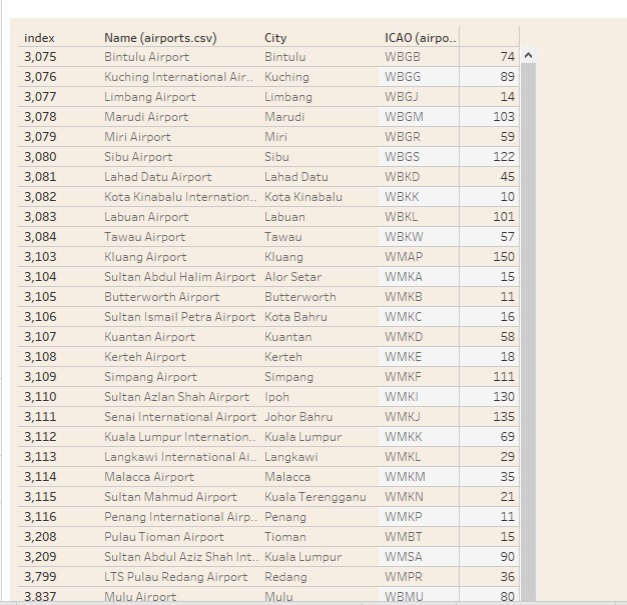 index Name (airports.csv) City ICAO (airpo..
3,075 Bintulu Airport Bintulu WBGB 74
3,076 Kuching International Air.. Kuching WBGG 89
3,077 Limbang Airport Limbang WBGJ 14
3,078 Marudi Airport Marudi WBGM 103
3,079 Miri Airport Miri WBGR 59
3,080 Sibu Airport Sibu WBGS 122
3,081 Lahad Datu Airport Lahad Datu WBKD 45
3,082 Kota Kinabalu Internation.. Kota Kinabalu WBKK 10
3,083 Labuan Airport Labuan WBKL 101
3,084 Tawau Airport Tawau WBKW 57
3,103 Kluang Airport Kluang WMAP 150
3,104 Sultan Abdul Halim Airport Alor Setar WMKA 15
3,105 Butterworth Airport Butterworth WMKB 11
3,106 Sultan Ismail Petra Airport Kota Bahru WMKC 16
3,107 Kuantan Airport Kuantan WMKD 58
3,108 Kerteh Airport Kerteh WMKE 18
3,109 Simpang Airport Simpang WMKF 111
3,110 Sultan Azlan Shah Airport Ipoh WMKI 130
3,111 Senai International Airport Johor Bahru WMKJ 135
3,112 Kuala Lumpur Internation.. Kuala Lumpur WMKK 69
3,113 Langkawi International Ai.. Langkawi WMKL 29
3,114 Malacca Airport Malacca WMKM 35
3,115 Sultan Mahmud Airport Kuala Terengganu WMKN 21
3,116 Penang International Airp.. Penang WMKP 11
3,208 Pulau Tioman Airport Tioman WMBT 15
3,209 Sultan Abdul Aziz Shah Int.. Kuala Lumpur WMSA 90
3,799 LTS Pulau Redang Airport Redang WMPR 36
3,837 Mulu Airport Mulu WBMU 80